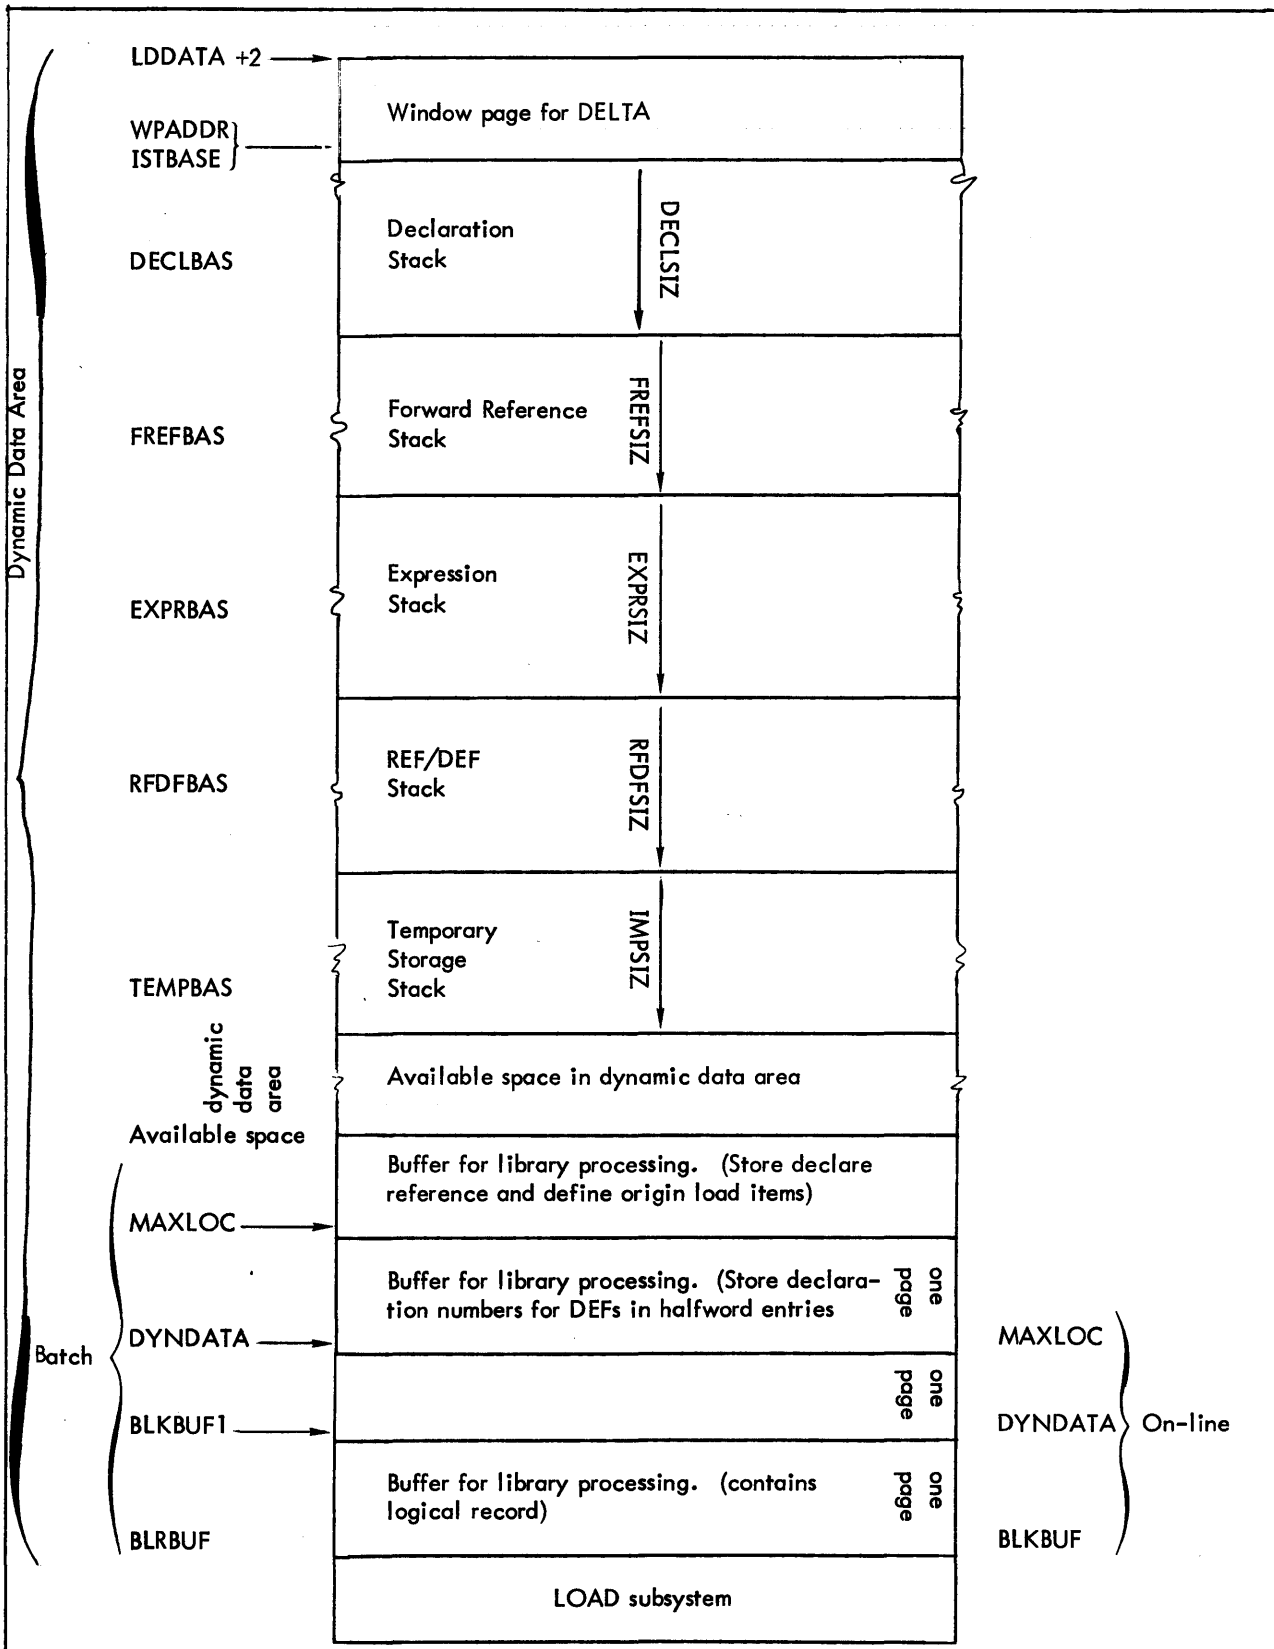 LDDATA +2
Window page for DELTA
WPADDR
ISTBASE
Declaration
Stack
DECLSIZ
DECLBAS
Dynamic Data Area
Forward Reference
Stack
FREFSIZ
FREFBAS
Expression
Stack
EXPRSIZ
EXPRBAS
REF/DEF
Stack
RFDFSIZ
RFDFBAS
Temporary
Storage
Stack
IMPSIZ
TEMPBAS
dynamic
data
area
Available space
Available space in dynamic data area
Buffer for library processing. (Store declare
reference and define origin load items)
MAXLOC
Buffer for library processing. (Store declara-
tion numbers for DEFs in halfword entries
one
page
DYNDATA
MAXLOC
Batch
one
page
BLKBUF1
DYNDATA
On-line
Buffer for library processing. (contains
logical record)
one
page
BLRBUF
BLKBUF
LOAD subsystem